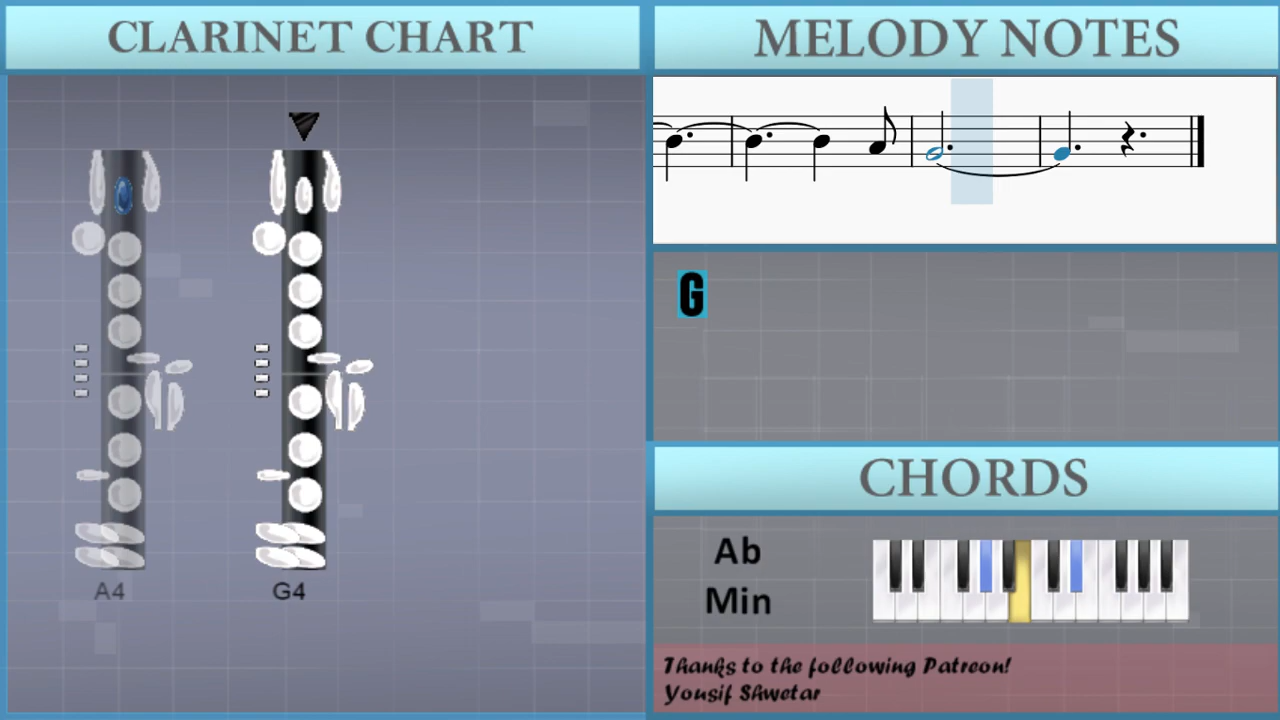 CLARINET CHART
MELODY NOTES
G
CHORDS
Ab
Min
A4
G4
Thanks to the following Patreon!
Yousif Shwetar